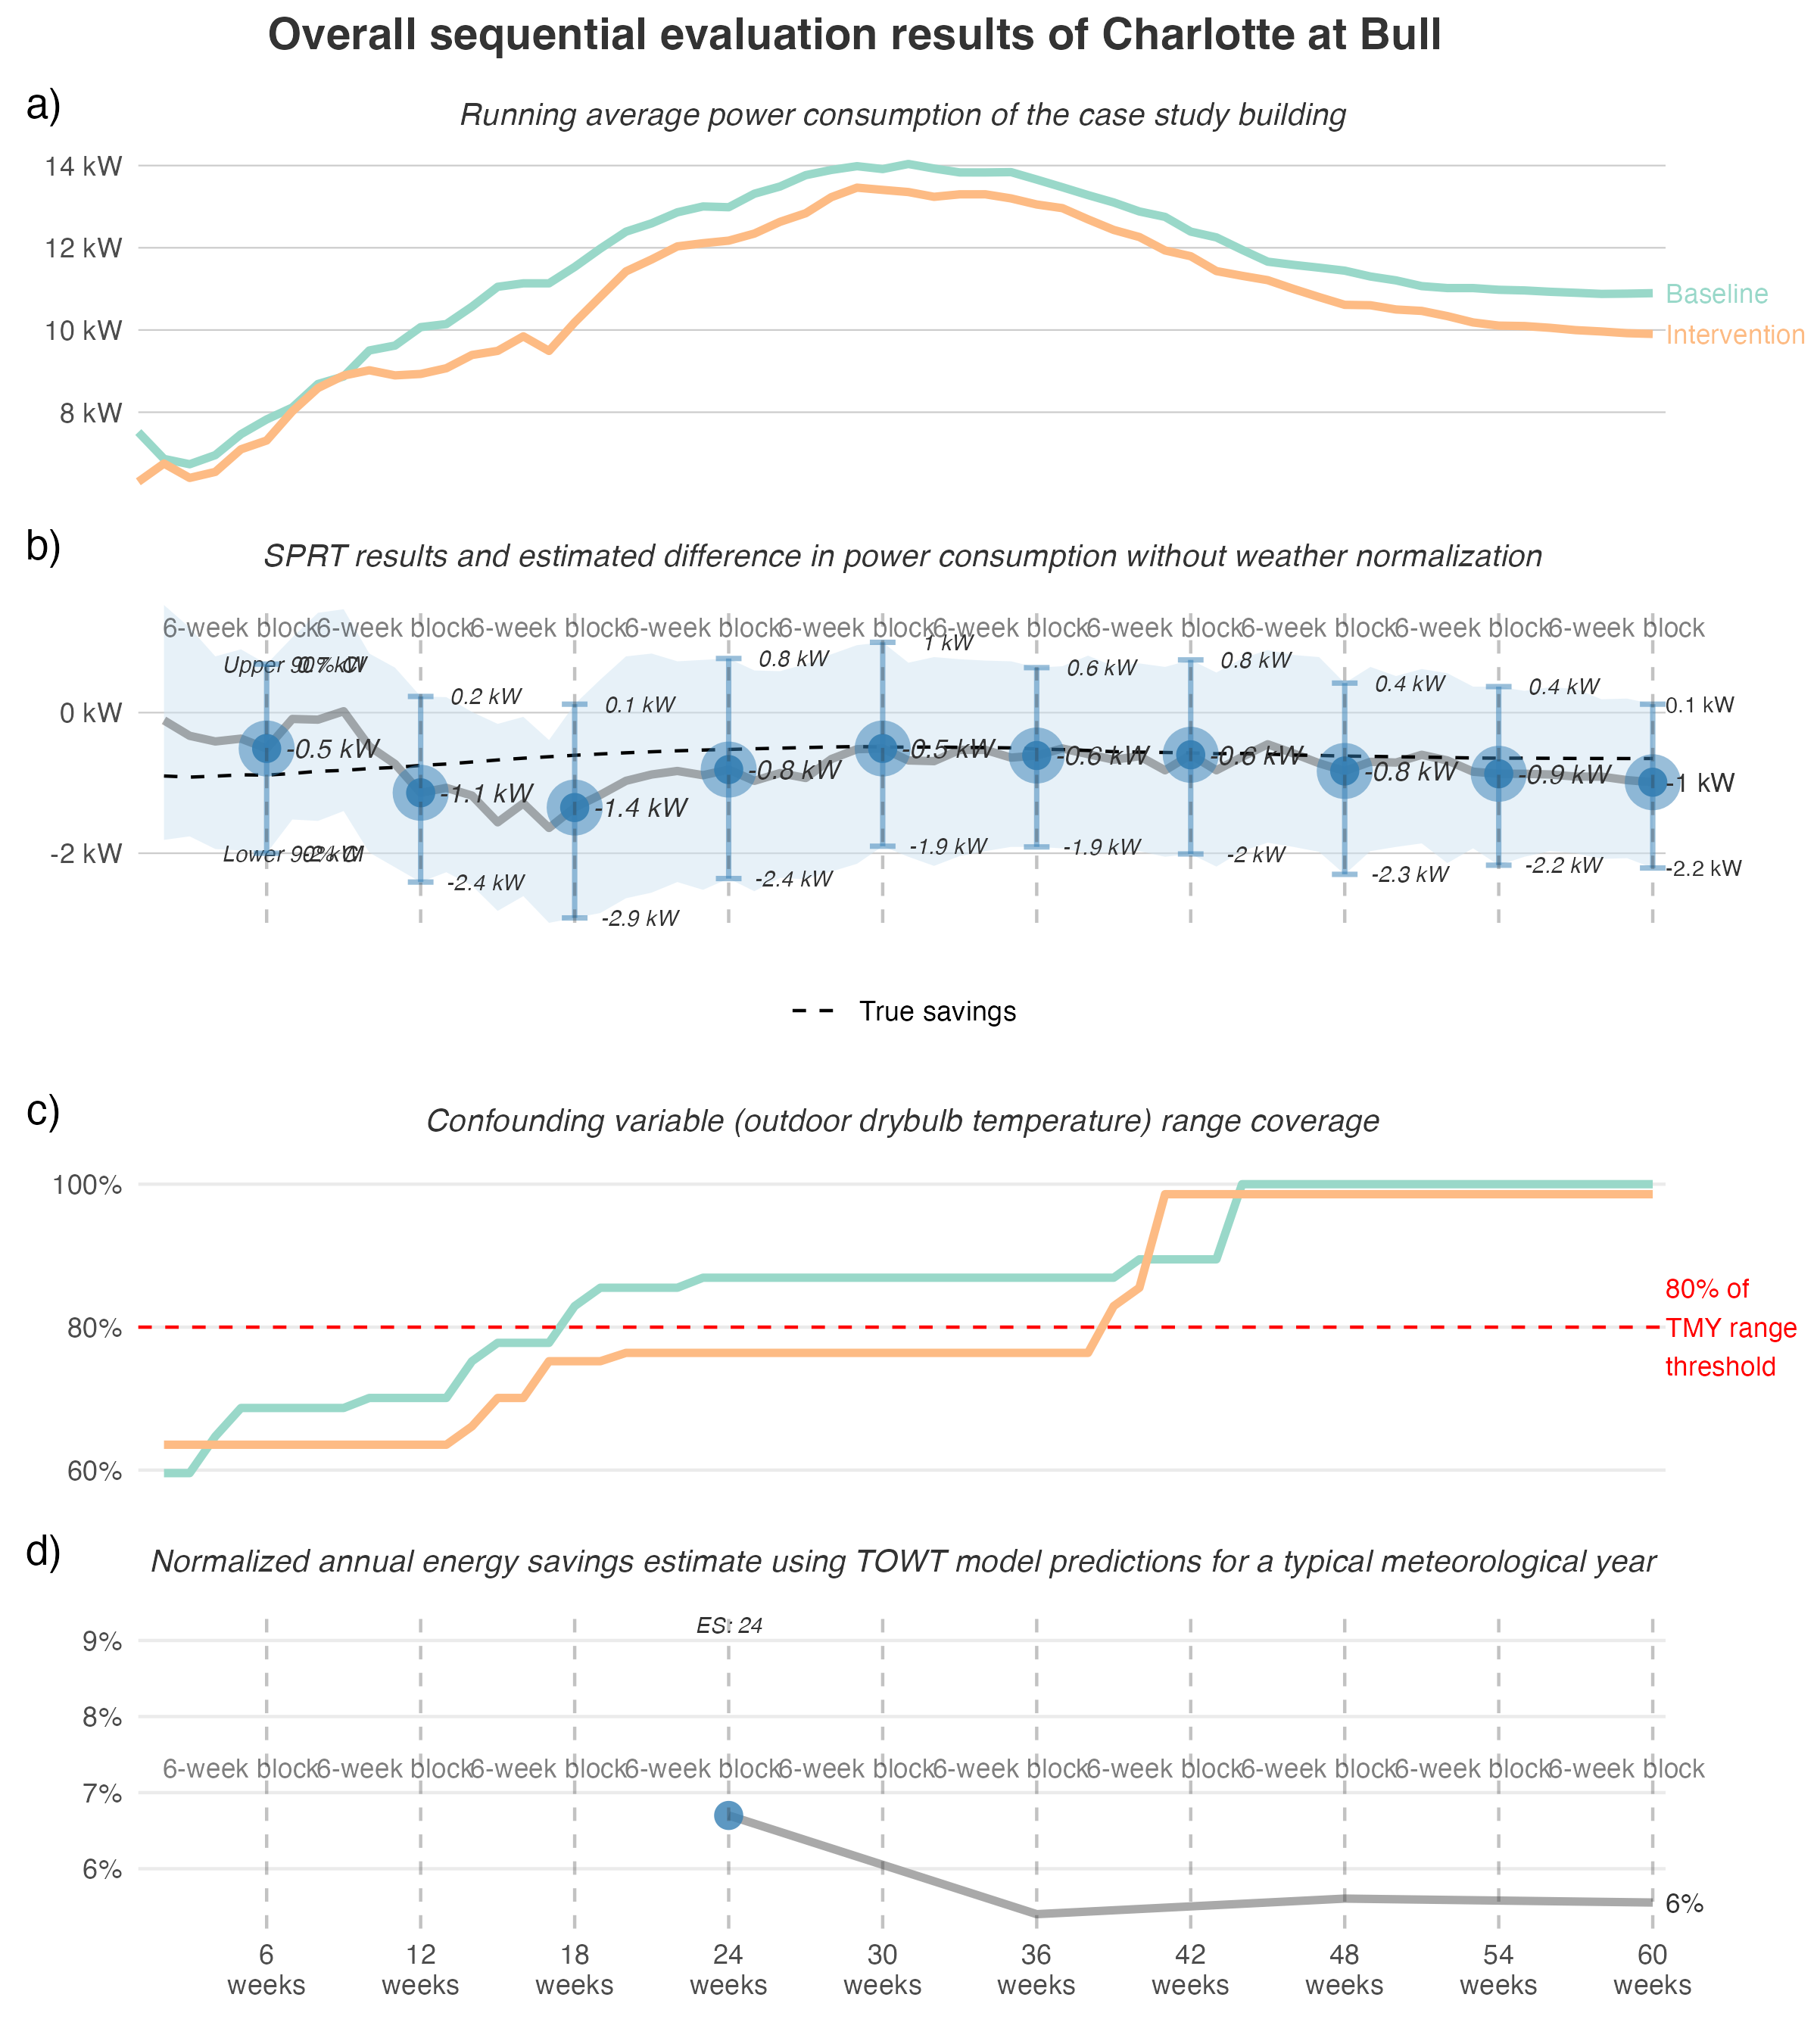 Overall sequential evaluation results of Charlotte at Bull
a)
Running average power consumption of the case study building
14 kW
12 kW
10 kW
8 kW
Baseline
Intervention
b)
SPRT results and estimated difference in power consumption without weather normalization
6-week block 6-week block 6-week block 6-week block 6-week block 6-week block 6-week block 6-week block 6-week block 6-week block
Upper 90% CI 0.7 kW 0.2 kW 0.1 kW 0.8 kW 1 kW 0.6 kW 0.8 kW 0.4 kW 0.4 kW 0.1 kW
0 kW
-0.5 kW -1.1 kW -1.4 kW -0.8 kW -0.5 kW -0.6 kW -0.6 kW -0.8 kW -0.9 kW -1 kW
-2 kW
Lower 90% CI -2 kW -2.4 kW -2.9 kW -2.4 kW -1.9 kW -1.9 kW -2 kW -2.3 kW -2.2 kW -2.2 kW
True savings
c)
Confounding variable (outdoor drybulb temperature) range coverage
100%
80%
60%
80% of
TMY range
threshold
d)
Normalized annual energy savings estimate using TOWT model predictions for a typical meteorological year
ES: 24
9%
8%
6-week block 6-week block 6-week block 6-week block 6-week block 6-week block 6-week block 6-week block 6-week block 6-week block
7%
6%
6%
6 12 18 24 30 36 42 48 54 60
weeks weeks weeks weeks weeks weeks weeks weeks weeks weeks